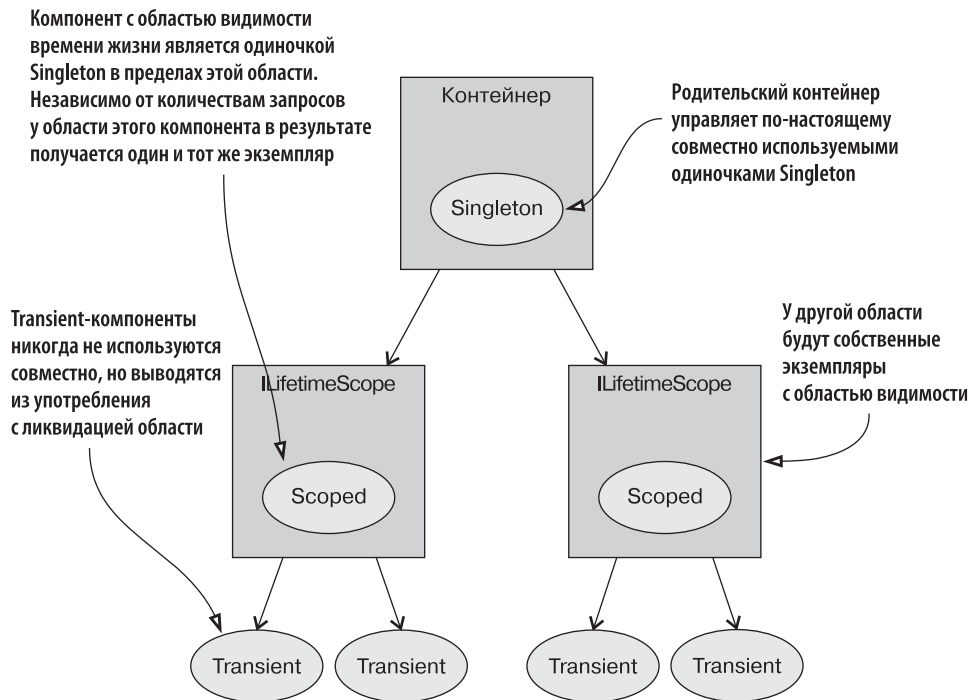 Компонент с областью видимости
времени жизни является одиночкой
Singleton в пределах этой области.
Независимо от количествам запросов
у области этого компонента в результате
получается один и тот же экземпляр
Контейнер
Singleton
Родительский контейнер
управляет по-настоящему
совместно используемыми
одиночками Singleton
Transient-компоненты
никогда не используются
совместно, но выводятся
из употребления
с ликвидацией области
ILifetimeScope
Scoped
ILifetimeScope
Scoped
У другой области
будут собственные
экземпляры
с областью видимости
Transient
Transient
Transient
Transient